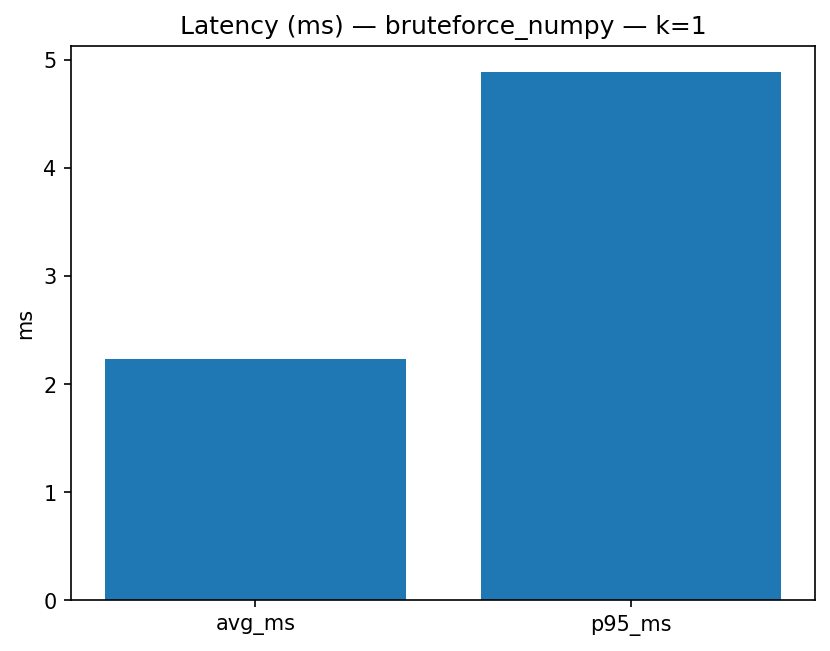 Latency (ms) — bruteforce_numpy — k=1
5
4
3
2
1
0
ms
avg_ms
p95_ms